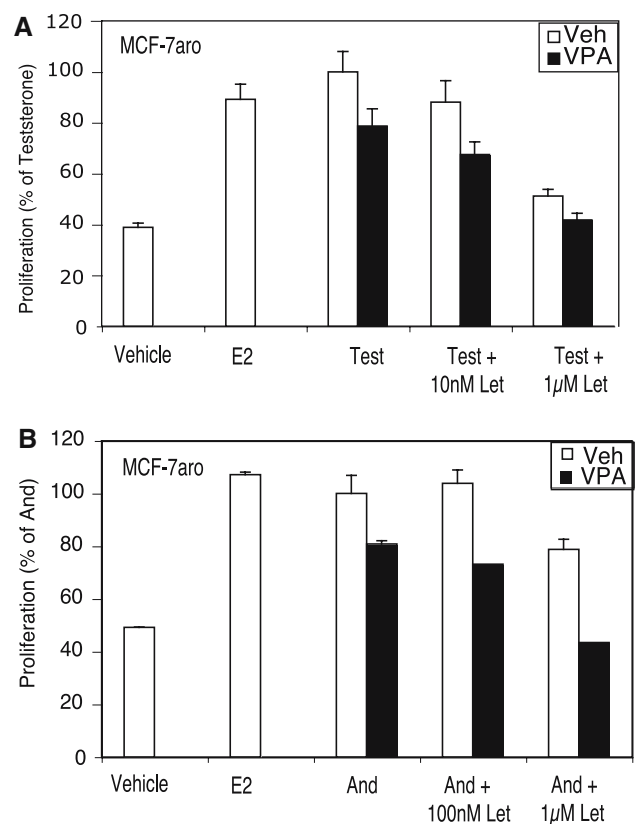 A
MCF-7aro
Veh
VPA
Proliferation (% of Teststerone)
120
100
80
60
40
20
0
Vehicle E2 Test Test + Test +
10nM Let 1µM Let
B
MCF-7aro
Veh
VPA
Proliferation (% of And)
120
100
80
60
40
20
0
Vehicle E2 And And + And +
100nM Let 1µM Let